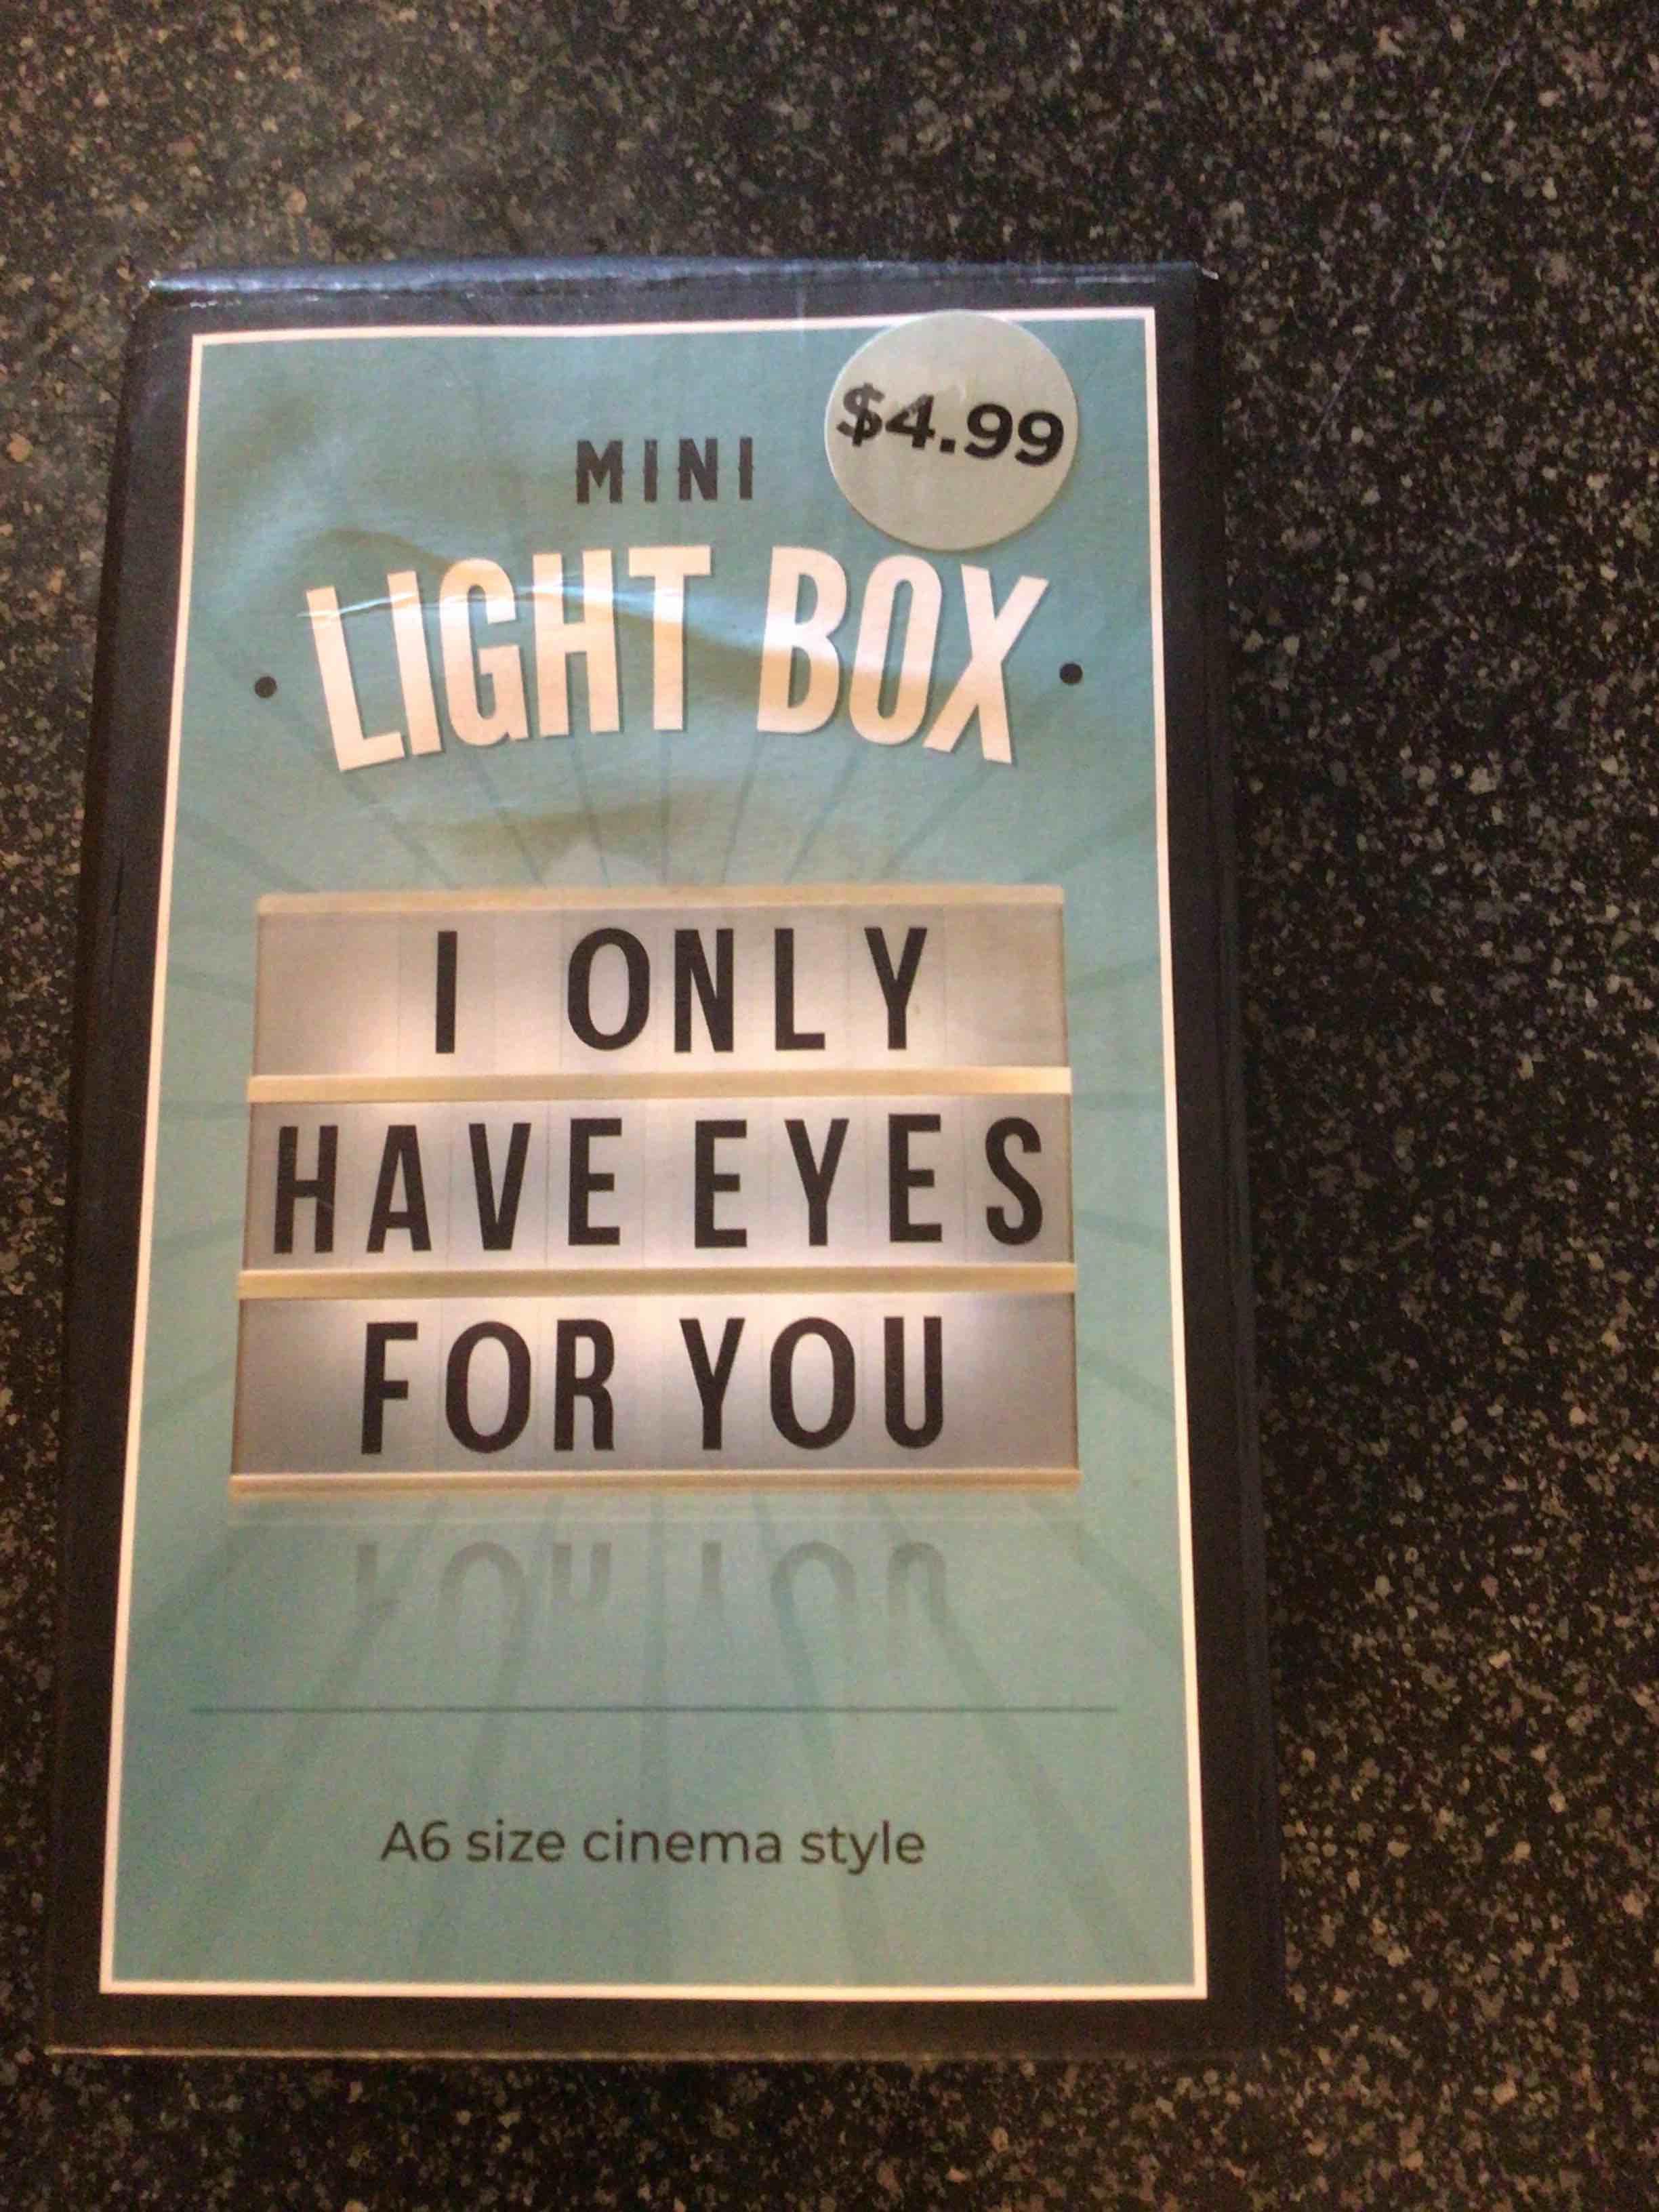 $4.99
MINI
• LIGHT BOX •
I ONLY
HAVE EYES
FOR YOU
A6 size cinema style